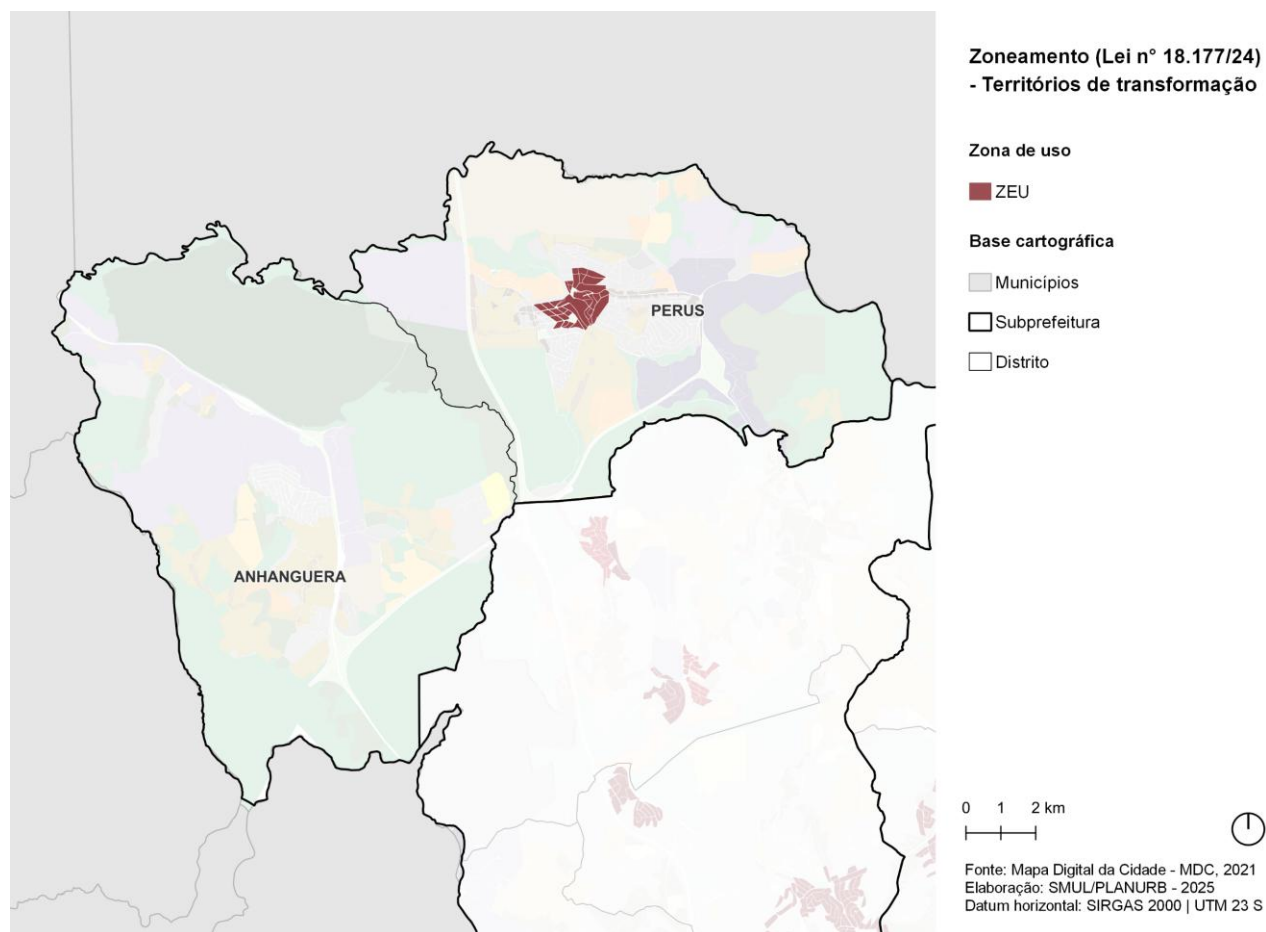 Zoneamento (Lei n° 18.177/24)
- Territórios de transformação
Zona de uso
ZEU
Base cartográfica
Municípios
Subprefeitura
Distrito
PERUS
ANHANGUERA
0 1 2 km
Fonte: Mapa Digital da Cidade - MDC, 2021
Elaboração: SMUL/PLANURB - 2025
Datum horizontal: SIRGAS 2000 | UTM 23 S